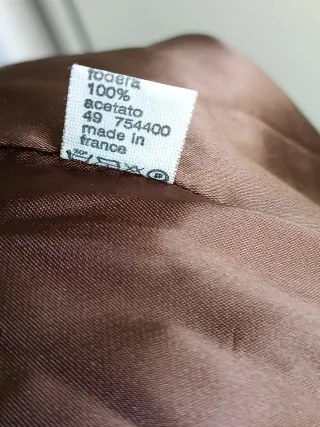 fodera
100%
acetato
49 754400
made in
france
P